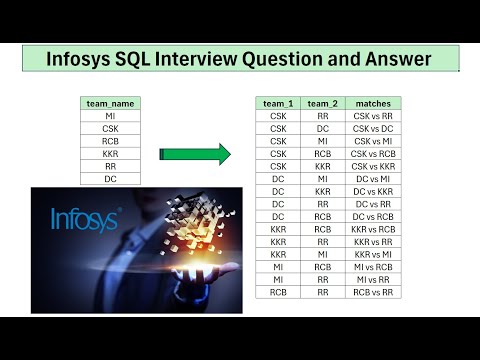 Infosys SQL Interview Question and Answer
team_name
MI
CSK
RCB
KKR
RR
DC
Infosys®
team_1 team_2 matches
CSK RR CSK vs RR
CSK DC CSK vs DC
CSK MI CSK vs MI
CSK RCB CSK vs RCB
CSK KKR CSK vs KKR
DC MI DC vs MI
DC KKR DC vs KKR
DC RR DC vs RR
DC RCB DC vs RCB
KKR RCB KKR vs RCB
KKR RR KKR vs RR
KKR MI KKR vs MI
MI RCB MI vs RCB
MI RR MI vs RR
RCB RR RCB vs RR